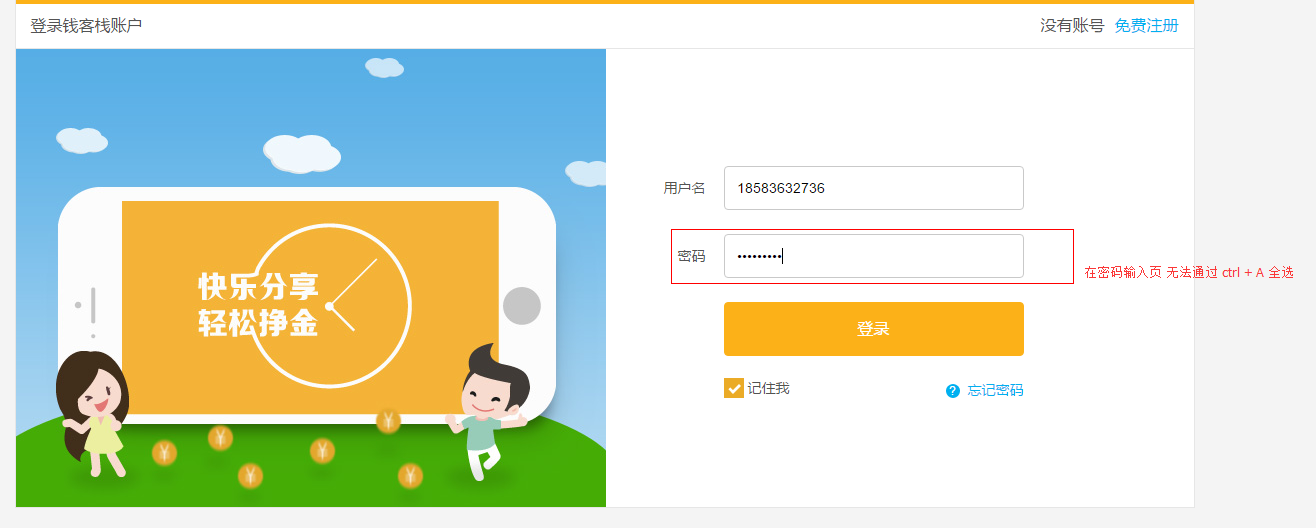 登录钱客栈账户
没有账号 免费注册
快乐分享
轻松挣金
用户名 18583632736
密码 •••••••••
在密码输入页 无法通过 ctrl + A 全选
登录
记住我
? 忘记密码